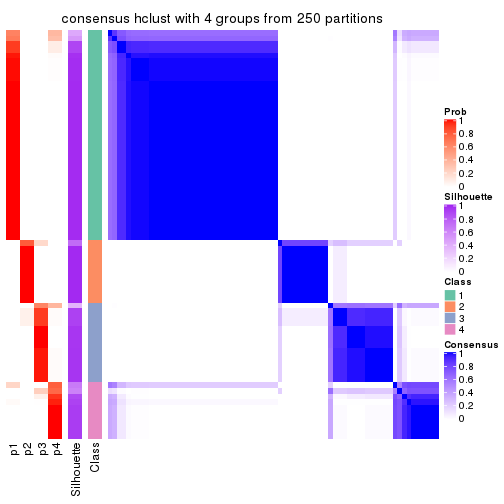 consensus hclust with 4 groups from 250 partitions
Prob
1
0.8
0.6
0.4
0.2
0
Silhouette
1
0.8
0.6
0.4
0.2
0
Class
1
2
3
4
Consensus
1
0.8
0.6
0.4
0.2
0
p1
p2
p3
p4
Silhouette
Class